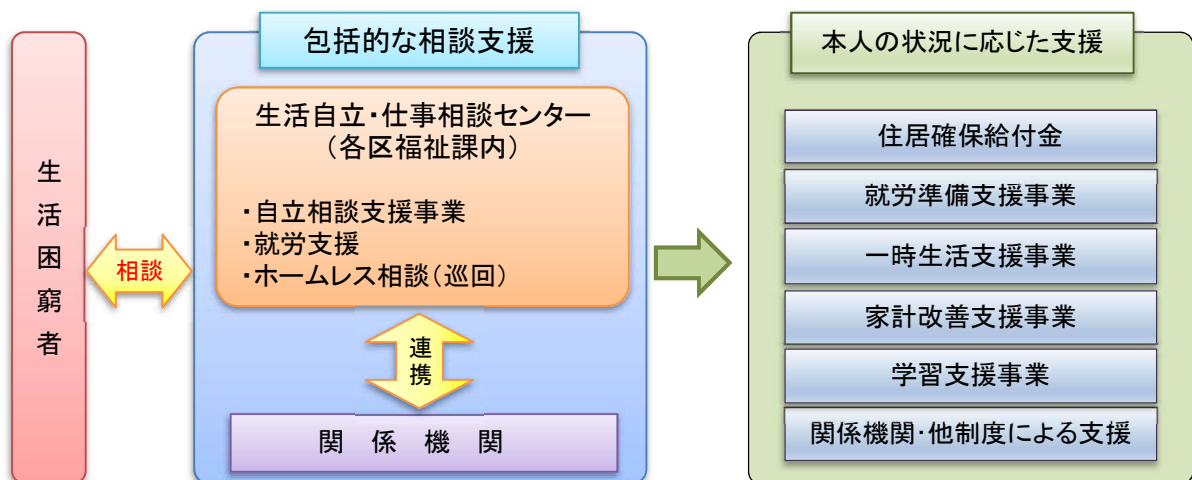 生活困窮者
相談
包括的な相談支援
生活自立・仕事相談センター
（各区福祉課内）
・自立相談支援事業
・就労支援
・ホームレス相談（巡回）
連携
関係機関
本人の状況に応じた支援
住居確保給付金
就労準備支援事業
一時生活支援事業
家計改善支援事業
学習支援事業
関係機関・他制度による支援